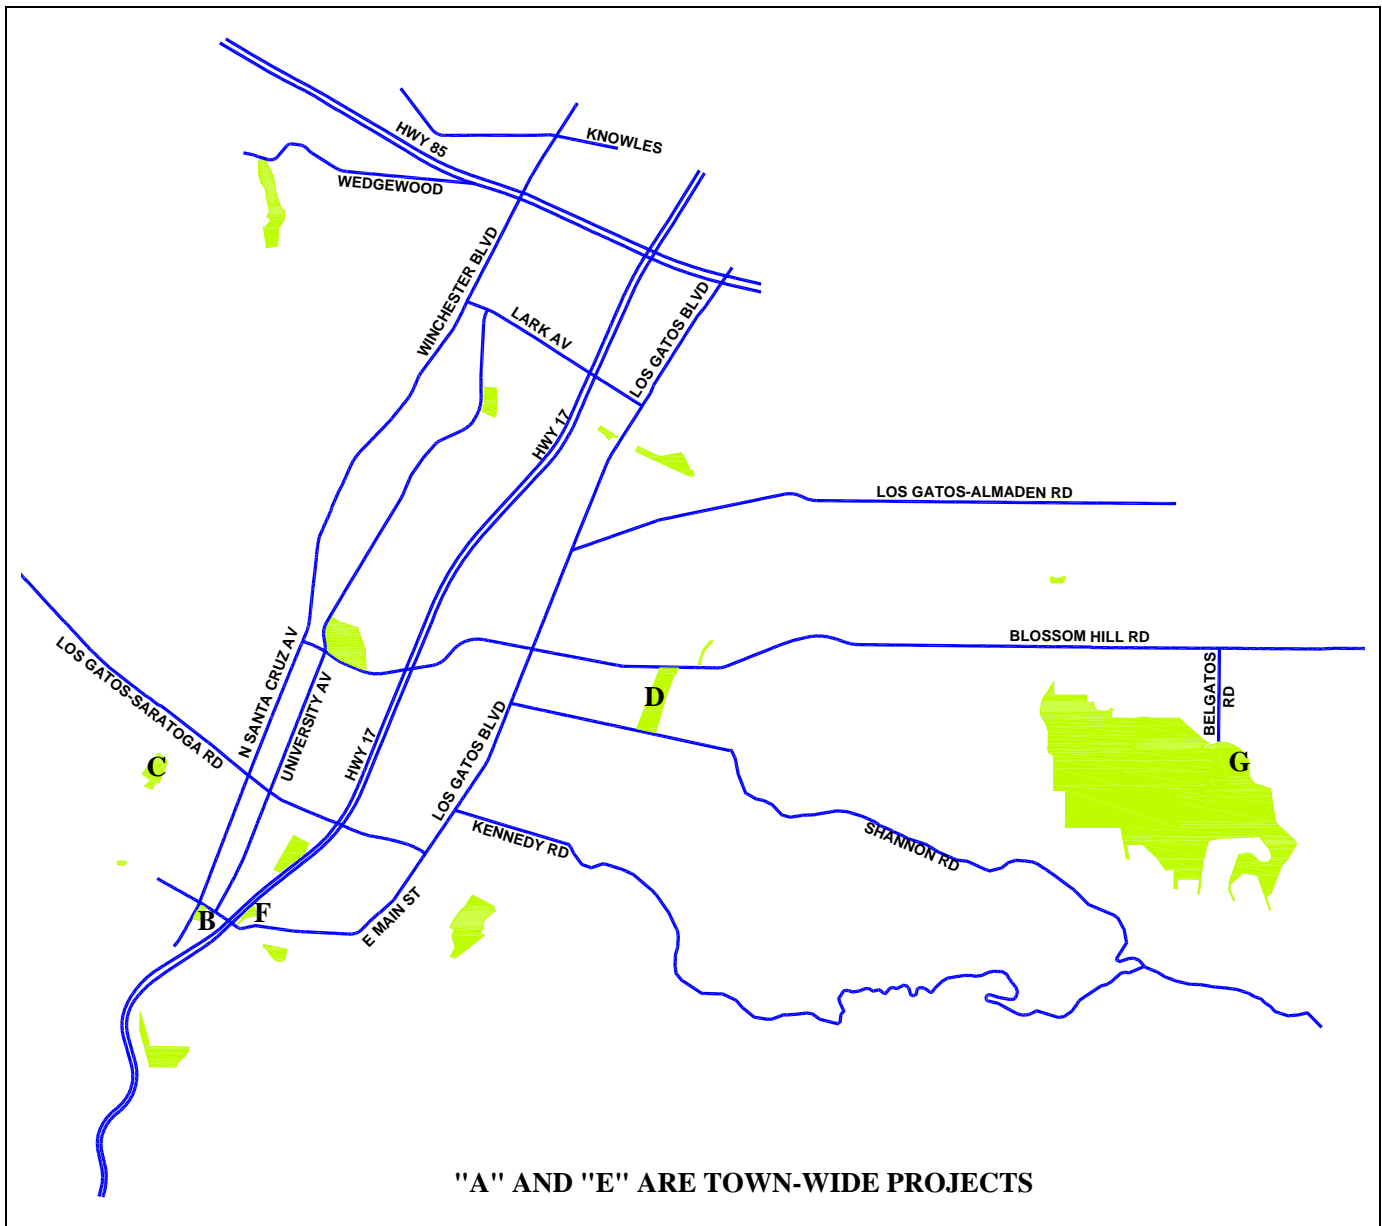 HWY 85
KNOWLES
WEDGEWOOD
WINCHESTER BLVD
LARK AV
LOS GATOS BLVD
HWY 17
LOS GATOS-ALMADEN RD
BLOSSOM HILL RD
LOS GATOS-SARATOGA RD
N SANTA CRUZ AV
UNIVERSITY AV
HWY 17
LOS GATOS BLVD
D
BELGATOS
RD
C
G
KENNEDY RD
SHANNON RD
B
F
E MAIN ST
"A" AND "E" ARE TOWN-WIDE PROJECTS